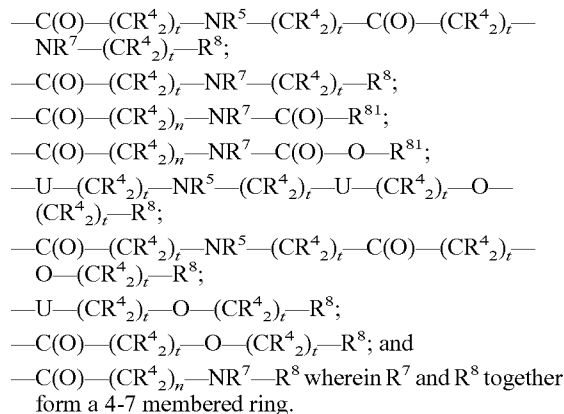 —C(O)—(CR⁴₂)ₜ—NR⁵—(CR⁴₂)ₜ—C(O)—(CR⁴₂)ₜ—
NR⁷—(CR⁴₂)ₜ—R⁸;
—C(O)—(CR⁴₂)ₜ—NR⁷—(CR⁴₂)ₜ—R⁸;
—C(O)—(CR⁴₂)ₙ—NR⁷—C(O)—R⁸¹;
—C(O)—(CR⁴₂)ₙ—NR⁷—C(O)—O—R⁸¹;
—U—(CR⁴₂)ₜ—NR⁵—(CR⁴₂)ₜ—U—(CR⁴₂)ₜ—O—
(CR⁴₂)ₜ—R⁸;
—C(O)—(CR⁴₂)ₜ—NR⁵—(CR⁴₂)ₜ—C(O)—(CR⁴₂)ₜ—
O—(CR⁴₂)ₜ—R⁸;
—U—(CR⁴₂)ₜ—O—(CR⁴₂)ₜ—R⁸;
—C(O)—(CR⁴₂)ₜ—O—(CR⁴₂)ₜ—R⁸; and
—C(O)—(CR⁴₂)ₙ—NR⁷—R⁸ wherein R⁷ and R⁸ together
form a 4-7 membered ring.